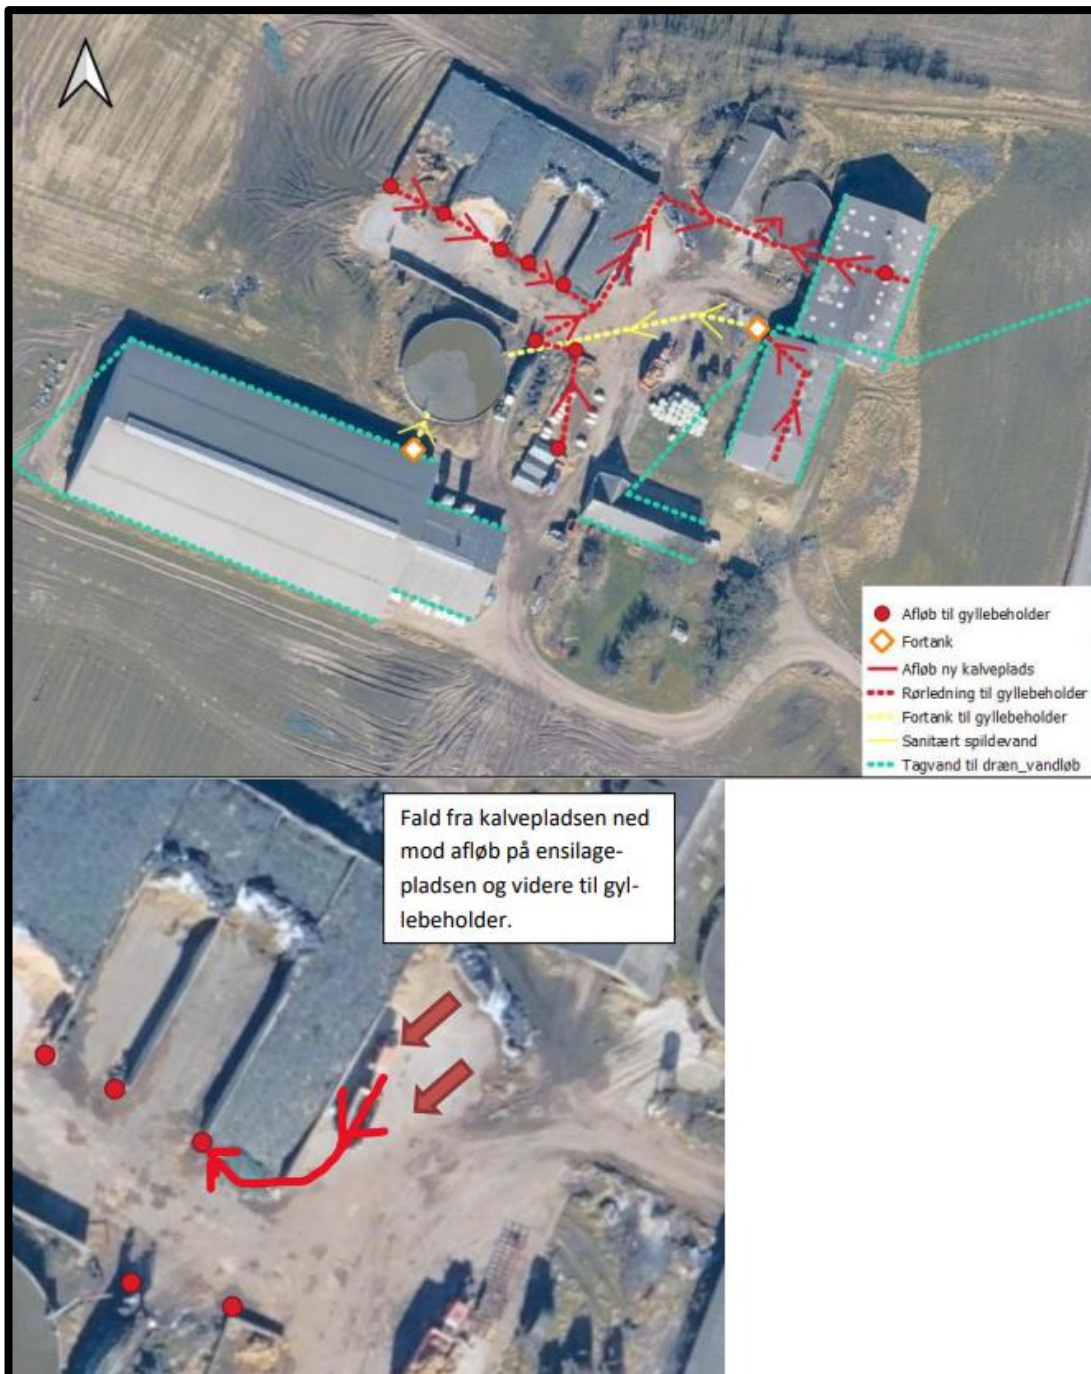 Afløb til gyllebeholder
Fortank
Afløb ny kalveplads
Rørledning til gyllebeholder
Fortank til gyllebeholder
Sanitært spildevand
Tagvand til dræn_vandløb
Fald fra kalvepladsen ned
mod afløb på ensilage-
pladsen og videre til gyl-
lebeholder.